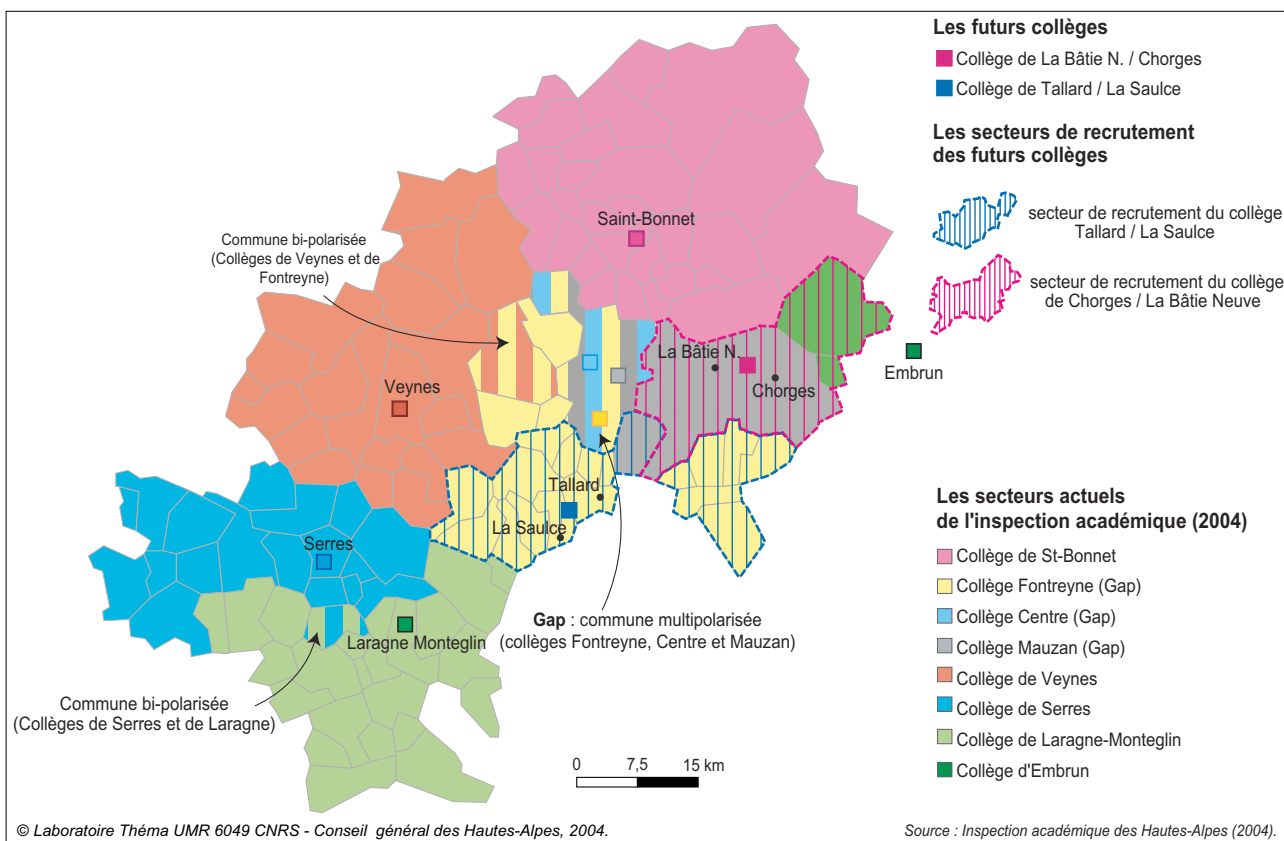 Les futurs collèges
Collège de La Bâtie N. / Chorges
Collège de Tallard / La Saulce
Les secteurs de recrutement
des futurs collèges
secteur de recrutement du collège
Tallard / La Saulce
secteur de recrutement du collège
de Chorges / La Bâtie Neuve
Saint-Bonnet
Commune bi-polarisée
(Collèges de Veynes et de
Fontreyne)
La Bâtie N.
Chorges
Embrun
Veynes
Tallard
La Saulce
Serres
Gap : commune multipolarisée
(collèges Fontreyne, Centre et Mauzan)
Laragne Monteglin
Commune bi-polarisée
(Collèges de Serres et de Laragne)
Les secteurs actuels
de l'inspection académique (2004)
Collège de St-Bonnet
Collège Fontreyne (Gap)
Collège Centre (Gap)
Collège Mauzan (Gap)
Collège de Veynes
Collège de Serres
Collège de Laragne-Monteglin
Collège d'Embrun
0 7,5 15 km
© Laboratoire Théma UMR 6049 CNRS - Conseil général des Hautes-Alpes, 2004.
Source : Inspection académique des Hautes-Alpes (2004).